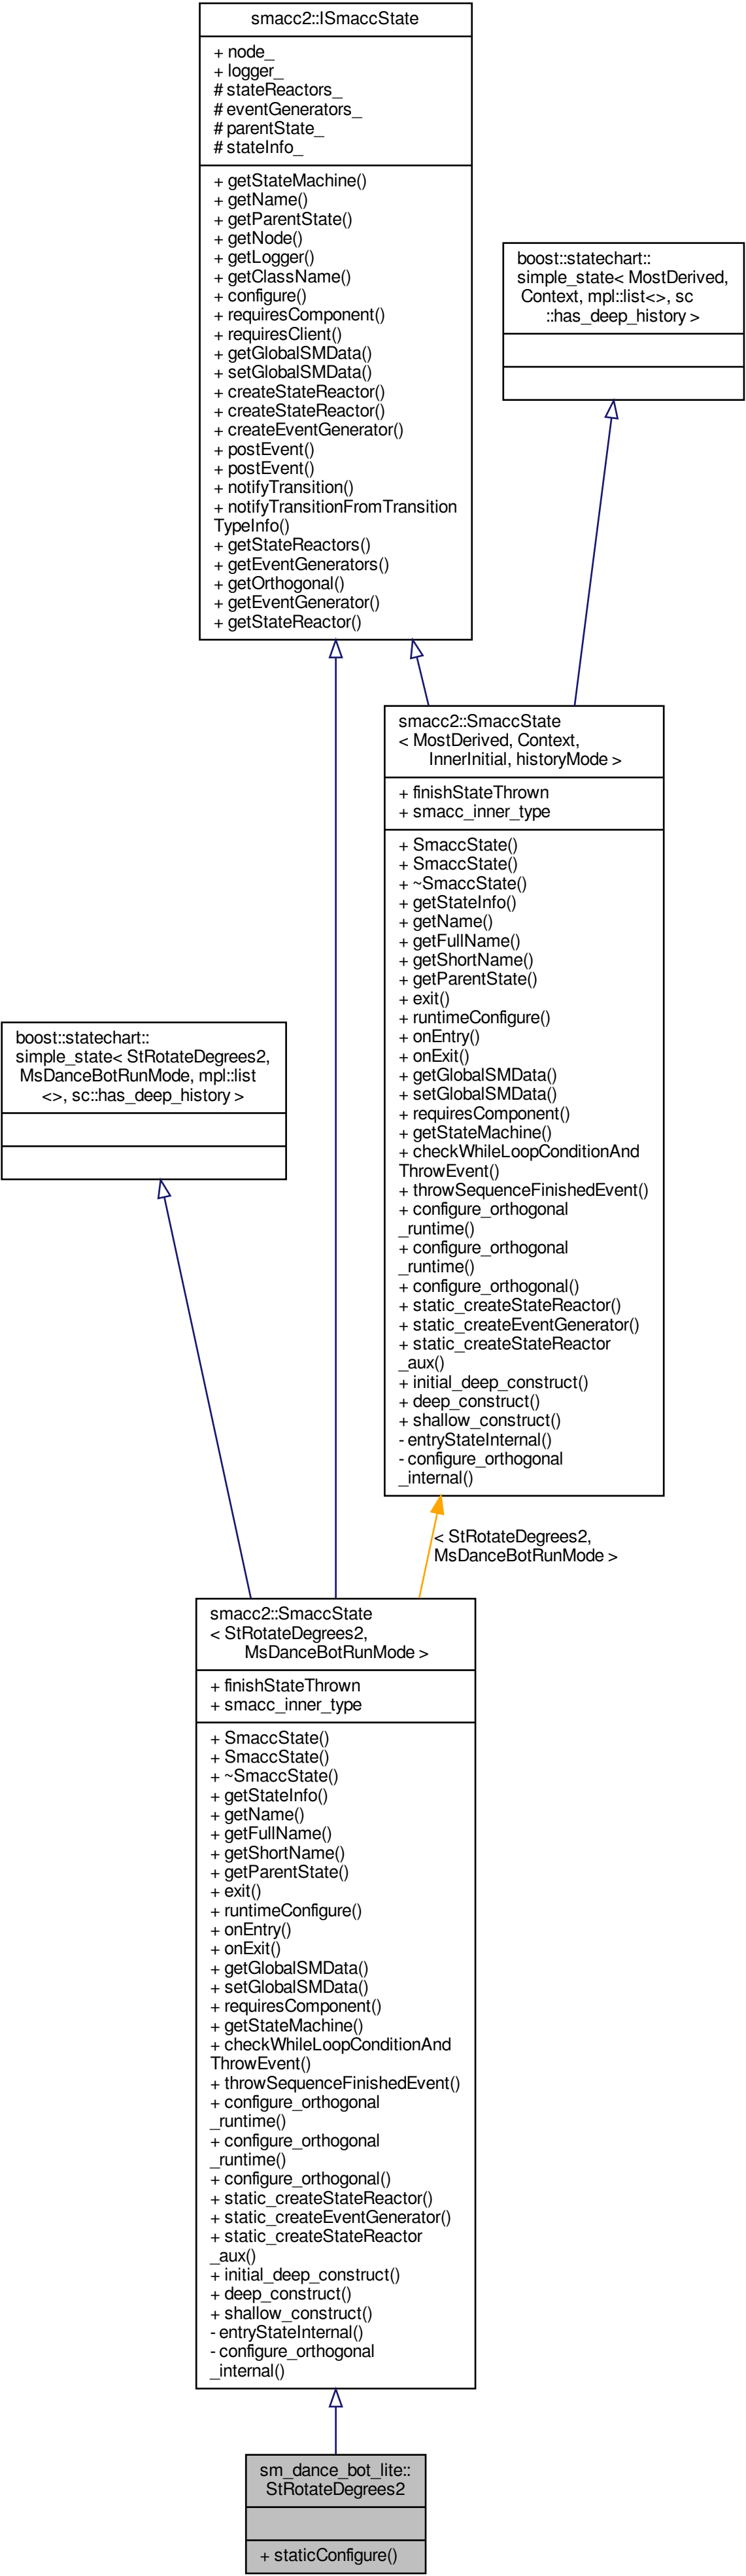 smacc2::ISmaccState
+ node_
+ logger_
# stateReactors_
# eventGenerators_
# parentState_
# stateInfo_
+ getStateMachine()
+ getName()
+ getParentState()
+ getNode()
+ getLogger()
+ getClassName()
+ configure()
+ requiresComponent()
+ requiresClient()
+ getGlobalSMData()
+ setGlobalSMData()
+ createStateReactor()
+ createStateReactor()
+ createEventGenerator()
+ postEvent()
+ postEvent()
+ notifyTransition()
+ notifyTransitionFromTransition
TypeInfo()
+ getStateReactors()
+ getEventGenerators()
+ getOrthogonal()
+ getEventGenerator()
+ getStateReactor()
boost::statechart::
simple_state< MostDerived,
Context, mpl::list<>, sc
::has_deep_history >
smacc2::SmaccState
< MostDerived, Context,
InnerInitial, historyMode >
+ finishStateThrown
+ smacc_inner_type
+ SmaccState()
+ SmaccState()
+ ~SmaccState()
+ getStateInfo()
+ getName()
+ getFullName()
+ getShortName()
+ getParentState()
+ exit()
+ runtimeConfigure()
+ onEntry()
+ onExit()
+ getGlobalSMData()
+ setGlobalSMData()
+ requiresComponent()
+ getStateMachine()
+ checkWhileLoopConditionAnd
ThrowEvent()
+ throwSequenceFinishedEvent()
+ configure_orthogonal
_runtime()
+ configure_orthogonal
_runtime()
+ configure_orthogonal()
+ static_createStateReactor()
+ static_createEventGenerator()
+ static_createStateReactor
_aux()
+ initial_deep_construct()
+ deep_construct()
+ shallow_construct()
- entryStateInternal()
- configure_orthogonal
_internal()
boost::statechart::
simple_state< StRotateDegrees2,
MsDanceBotRunMode, mpl::list
<>, sc::has_deep_history >
< StRotateDegrees2,
MsDanceBotRunMode >
smacc2::SmaccState
< StRotateDegrees2,
MsDanceBotRunMode >
+ finishStateThrown
+ smacc_inner_type
+ SmaccState()
+ SmaccState()
+ ~SmaccState()
+ getStateInfo()
+ getName()
+ getFullName()
+ getShortName()
+ getParentState()
+ exit()
+ runtimeConfigure()
+ onEntry()
+ onExit()
+ getGlobalSMData()
+ setGlobalSMData()
+ requiresComponent()
+ getStateMachine()
+ checkWhileLoopConditionAnd
ThrowEvent()
+ throwSequenceFinishedEvent()
+ configure_orthogonal
_runtime()
+ configure_orthogonal
_runtime()
+ configure_orthogonal()
+ static_createStateReactor()
+ static_createEventGenerator()
+ static_createStateReactor
_aux()
+ initial_deep_construct()
+ deep_construct()
+ shallow_construct()
- entryStateInternal()
- configure_orthogonal
_internal()
sm_dance_bot_lite::
StRotateDegrees2
+ staticConfigure()